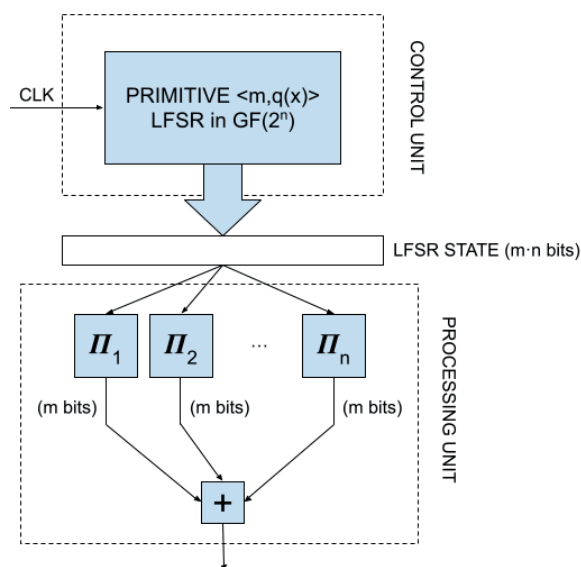 CONTROL UNIT
CLK
PRIMITIVE <m,q(x)>
LFSR in GF(2ⁿ)
LFSR STATE (m·n bits)
PROCESSING UNIT
Π₁
Π₂
...
Πₙ
(m bits)
(m bits)
(m bits)
+